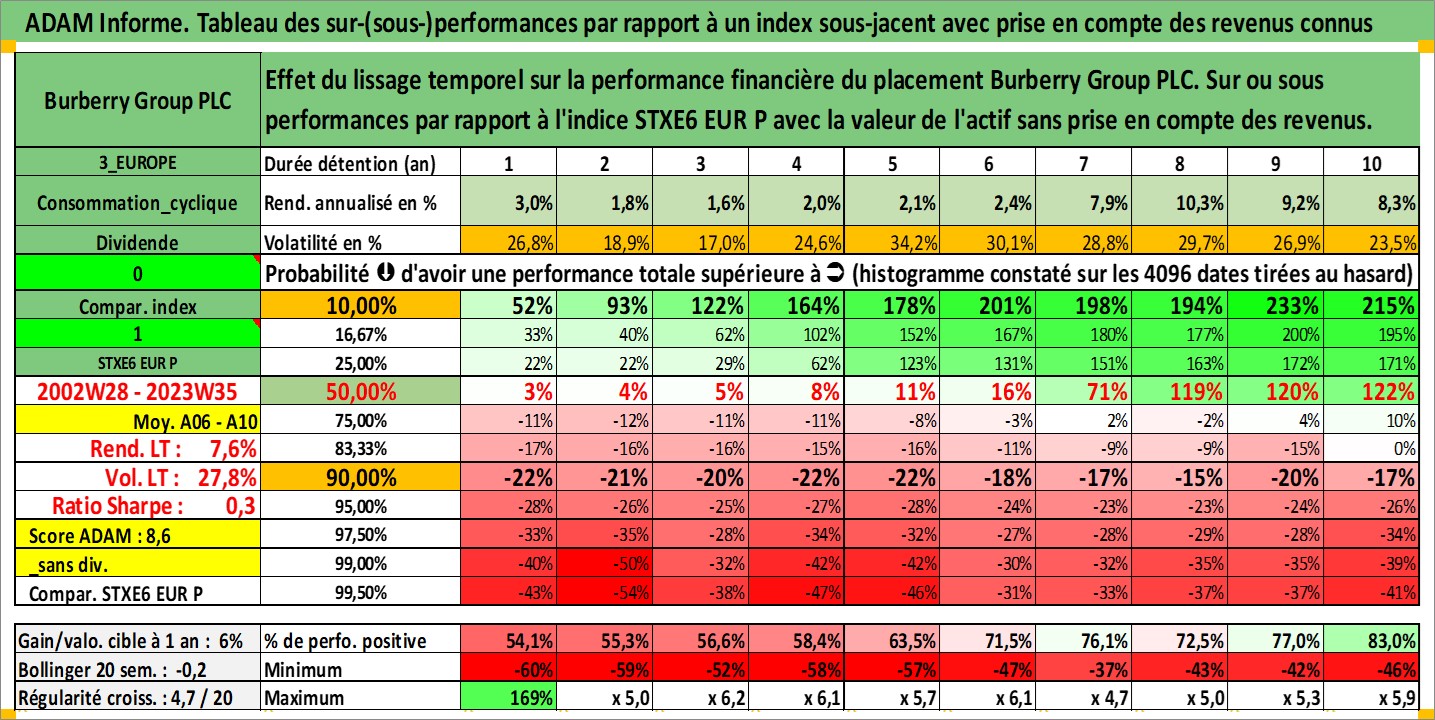 ADAM Informe. Tableau des sur-(sous-)performances par rapport à un index sous-jacent avec prise en compte des revenus connus
Burberry Group PLC
Effet du lissage temporel sur la performance financière du placement Burberry Group PLC. Sur ou sous
performances par rapport à l'indice STXE6 EUR P avec la valeur de l'actif sans prise en compte des revenus.
3_EUROPE Durée détention (an) 1 2 3 4 5 6 7 8 9 10
Consommation_cyclique Rend. annualisé en % 3,0% 1,8% 1,6% 2,0% 2,1% 2,4% 7,9% 10,3% 9,2% 8,3%
Dividende Volatilité en % 26,8% 18,9% 17,0% 24,6% 34,2% 30,1% 28,8% 29,7% 26,9% 23,5%
0 Probabilité ⬇ d'avoir une performance totale supérieure à ➲ (histogramme constaté sur les 4096 dates tirées au hasard)
Compar. index 10,00% 52% 93% 122% 164% 178% 201% 198% 194% 233% 215%
1 16,67% 33% 40% 62% 102% 152% 167% 180% 177% 200% 195%
STXE6 EUR P 25,00% 22% 22% 29% 62% 123% 131% 151% 163% 172% 171%
2002W28 - 2023W35 50,00% 3% 4% 5% 8% 11% 16% 71% 119% 120% 122%
Moy. A06 - A10 75,00% -11% -12% -11% -11% -8% -3% 2% -2% 4% 10%
Rend. LT : 7,6% 83,33% -17% -16% -16% -15% -16% -11% -9% -9% -15% 0%
Vol. LT : 27,8% 90,00% -22% -21% -20% -22% -22% -18% -17% -15% -20% -17%
Ratio Sharpe : 0,3 95,00% -28% -26% -25% -27% -28% -24% -23% -23% -24% -26%
Score ADAM : 8,6 97,50% -33% -35% -28% -34% -32% -27% -28% -29% -28% -34%
_sans div. 99,00% -40% -50% -32% -42% -42% -30% -32% -35% -35% -39%
Compar. STXE6 EUR P 99,50% -43% -54% -38% -47% -46% -31% -33% -37% -37% -41%
Gain/valo. cible à 1 an : 6% % de perfo. positive 54,1% 55,3% 56,6% 58,4% 63,5% 71,5% 76,1% 72,5% 77,0% 83,0%
Bollinger 20 sem. : -0,2 Minimum -60% -59% -52% -58% -57% -47% -37% -43% -42% -46%
Régularité croiss. : 4,7 / 20 Maximum 169% x 5,0 x 6,2 x 6,1 x 5,7 x 6,1 x 4,7 x 5,0 x 5,3 x 5,9